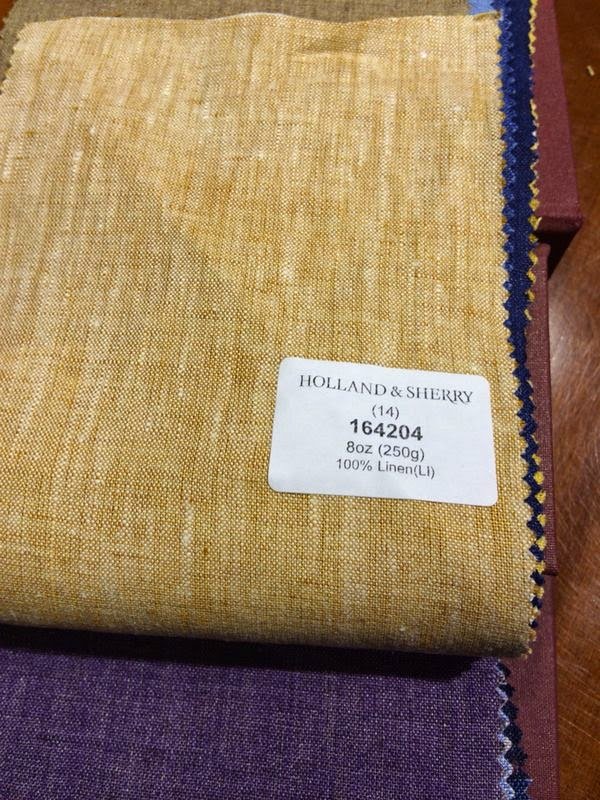 HOLLAND & SHERRY
(14)
164204
8oz (250g)
100% Linen(Li)